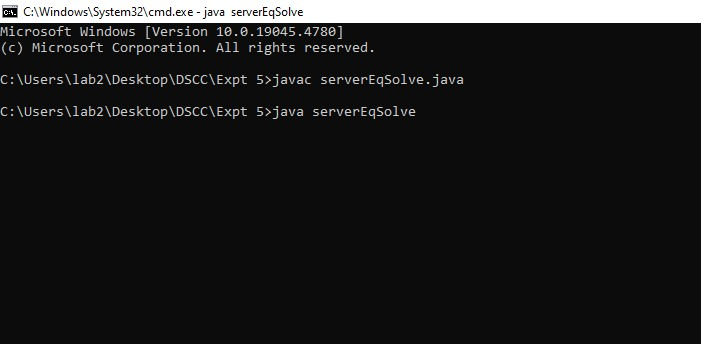 C:\Windows\System32\cmd.exe - java  serverEqSolve
Microsoft Windows [Version 10.0.19045.4780]
(c) Microsoft Corporation. All rights reserved.
C:\Users\lab2\Desktop\DSCC\Expt 5>javac serverEqSolve.java
C:\Users\lab2\Desktop\DSCC\Expt 5>java serverEqSolve